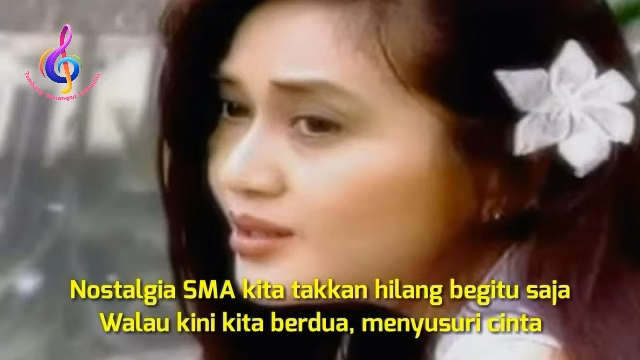 Nostalgia SMA kita takkan hilang begitu saja
Walau kini kita berdua, menyusuri cinta